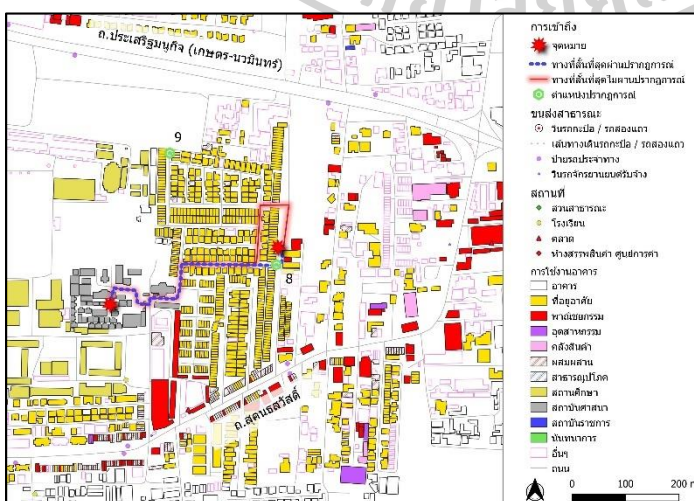 ถ.ประเสริฐมนูกิจ (เกษตร-นวมินทร์)
9
8
ถ.สุคนธสวัสดิ์
การเข้าถึง
จุดหมาย
ทางที่สั้นที่สุดผ่านปรากฏการณ์
ทางที่สั้นที่สุดไม่ผ่านปรากฏการณ์
ตำแหน่งปรากฏการณ์
ขนส่งสาธารณะ
วินรถกะป๊อ / รถสองแถว
เส้นทางเดินรถกะป๊อ / รถสองแถว
ป้ายรถประจำทาง
วินรถจักรยานยนต์รับจ้าง
สถานที่
สวนสาธารณะ
โรงเรียน
ตลาด
ห้างสรรพสินค้า ศูนย์การค้า
การใช้งานอาคาร
อาคาร
ที่อยู่อาศัย
พาณิชยกรรม
อุตสาหกรรม
คลังสินค้า
ผสมผสาน
สาธารณูปโภค
สถานศึกษา
สถาบันศาสนา
สถาบันราชการ
นันทนาการ
อื่นๆ
ถนน
0 100 200 m